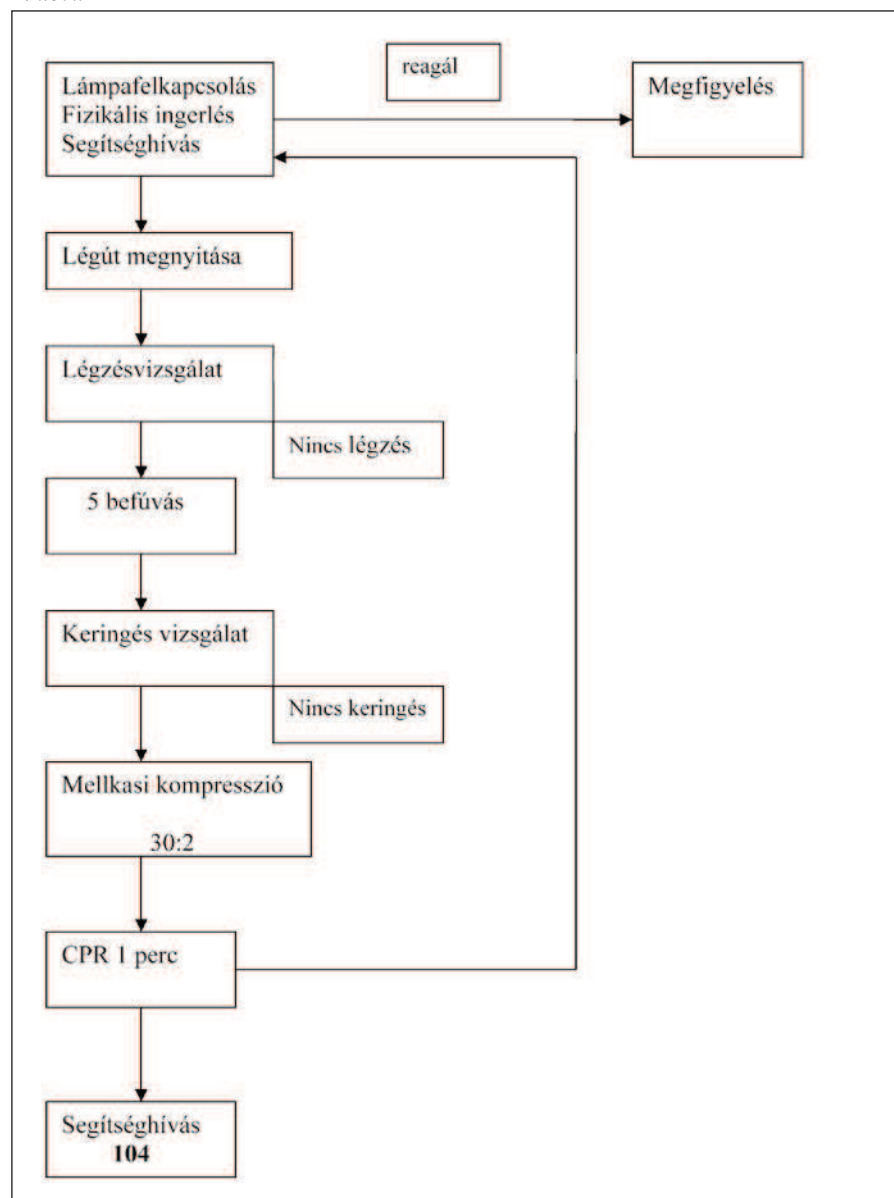 Lámpafelkapcsolás
Fizikális ingerlés
Segítséghívás
reagál
Megfigyelés
Légút megnyitása
Légzésvizsgálat
Nincs légzés
5 befúvás
Keringés vizsgálat
Nincs keringés
Mellkasi kompresszió
30:2
CPR 1 perc
Segítséghívás
104